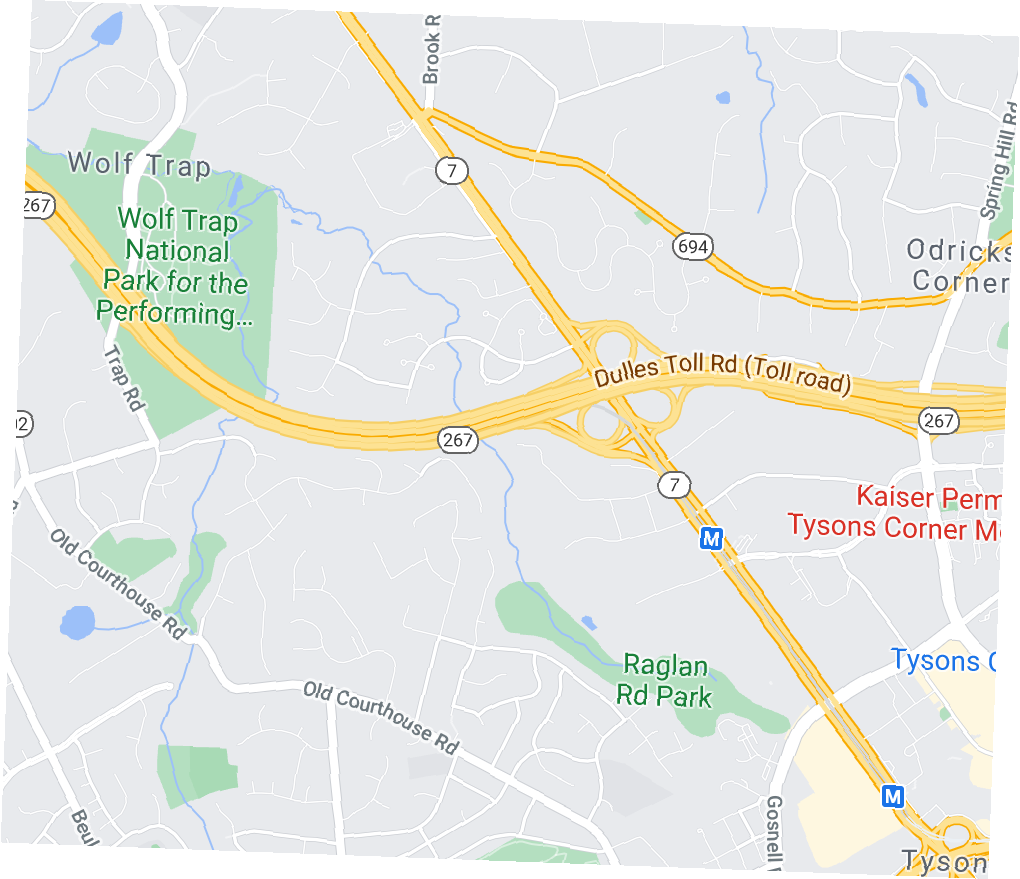 Brook R
7
Spring Hill Rd
Wolf Trap
267
Wolf Trap
National
Park for the
Performing...
694
Odricks
Corner
Trap Rd
Dulles Toll Rd (Toll road)
267
267
7
Kaiser Perm
Tysons Corner M
M
Old Courthouse Rd
Tysons C
Raglan
Rd Park
Old Courthouse Rd
M
Gosnell
Beul
Tyson